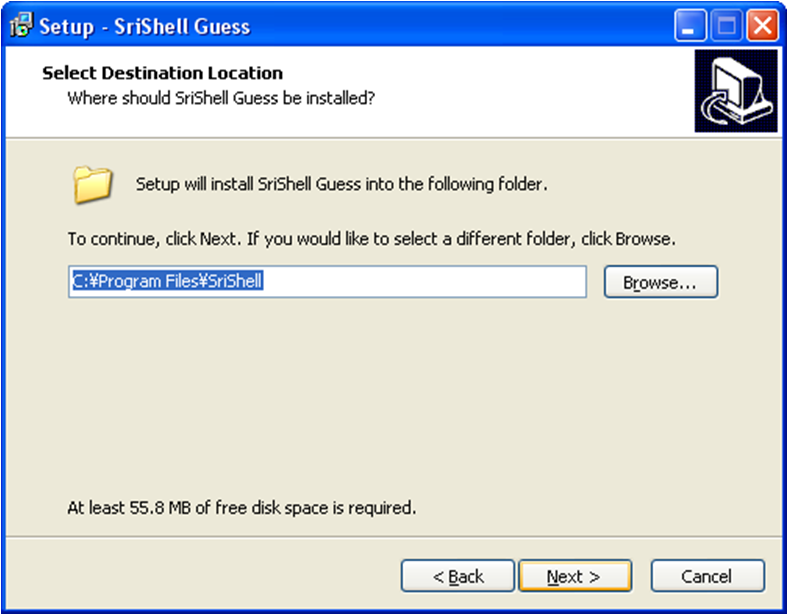 Setup - SriShell Guess
Select Destination Location
Where should SriShell Guess be installed?
Setup will install SriShell Guess into the following folder.
To continue, click Next. If you would like to select a different folder, click Browse.
C:¥Program Files¥SriShell
Browse...
At least 55.8 MB of free disk space is required.
< Back
Next >
Cancel